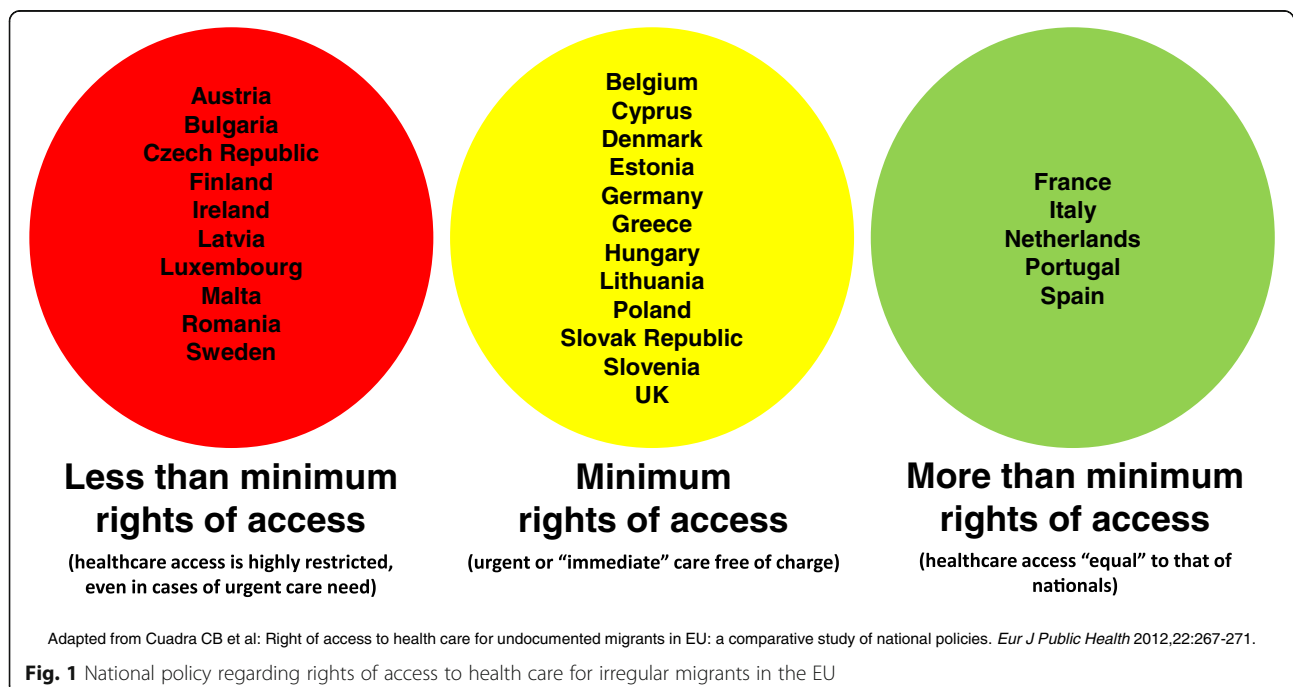 Austria
Bulgaria
Czech Republic
Finland
Ireland
Latvia
Luxembourg
Malta
Romania
Sweden
Less than minimum
rights of access
(healthcare access is highly restricted,
even in cases of urgent care need)
Belgium
Cyprus
Denmark
Estonia
Germany
Greece
Hungary
Lithuania
Poland
Slovak Republic
Slovenia
UK
Minimum
rights of access
(urgent or “immediate” care free of charge)
France
Italy
Netherlands
Portugal
Spain
More than minimum
rights of access
(healthcare access “equal” to that of
nationals)
Adapted from Cuadra CB et al: Right of access to health care for undocumented migrants in EU: a comparative study of national policies. Eur J Public Health 2012,22:267-271.
Fig. 1 National policy regarding rights of access to health care for irregular migrants in the EU